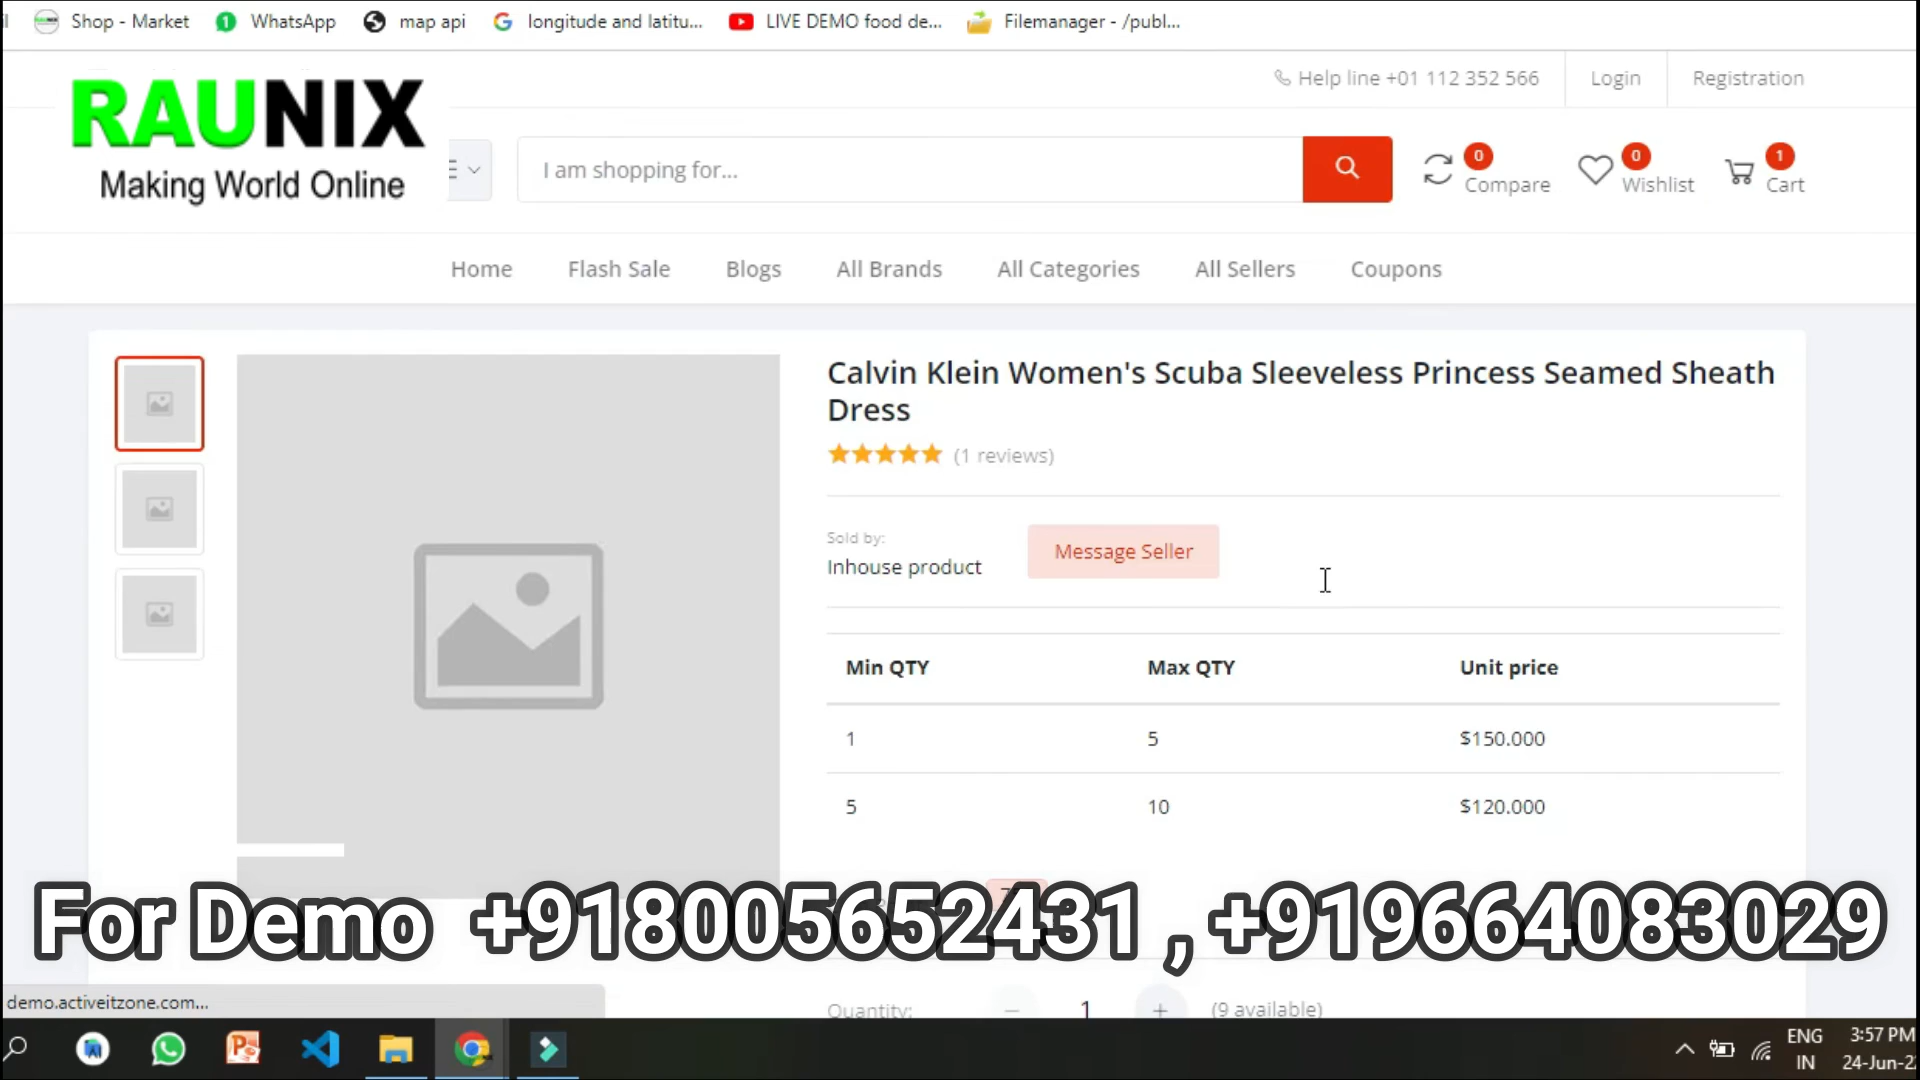 Shop - Market
1
WhatsApp
map api
longitude and latitu...
LIVE DEMO food de...
Filemanager - /publ...
RAUNIX
Making World Online
Help line +01 112 352 566
Login
Registration
I am shopping for...
0
Compare
0
Wishlist
1
Cart
Home
Flash Sale
Blogs
All Brands
All Categories
All Sellers
Coupons
Calvin Klein Women's Scuba Sleeveless Princess Seamed Sheath
Dress
(1 reviews)
Sold by:
Inhouse product
Message Seller
Min QTY Max QTY Unit price
1 5 $150.000
5 10 $120.000
For Demo +918005652431 , +919664083029
demo.activeitzone.com...
Quantity: − 1 + (9 available)
ENG
IN
3:57 PM
24-Jun-2